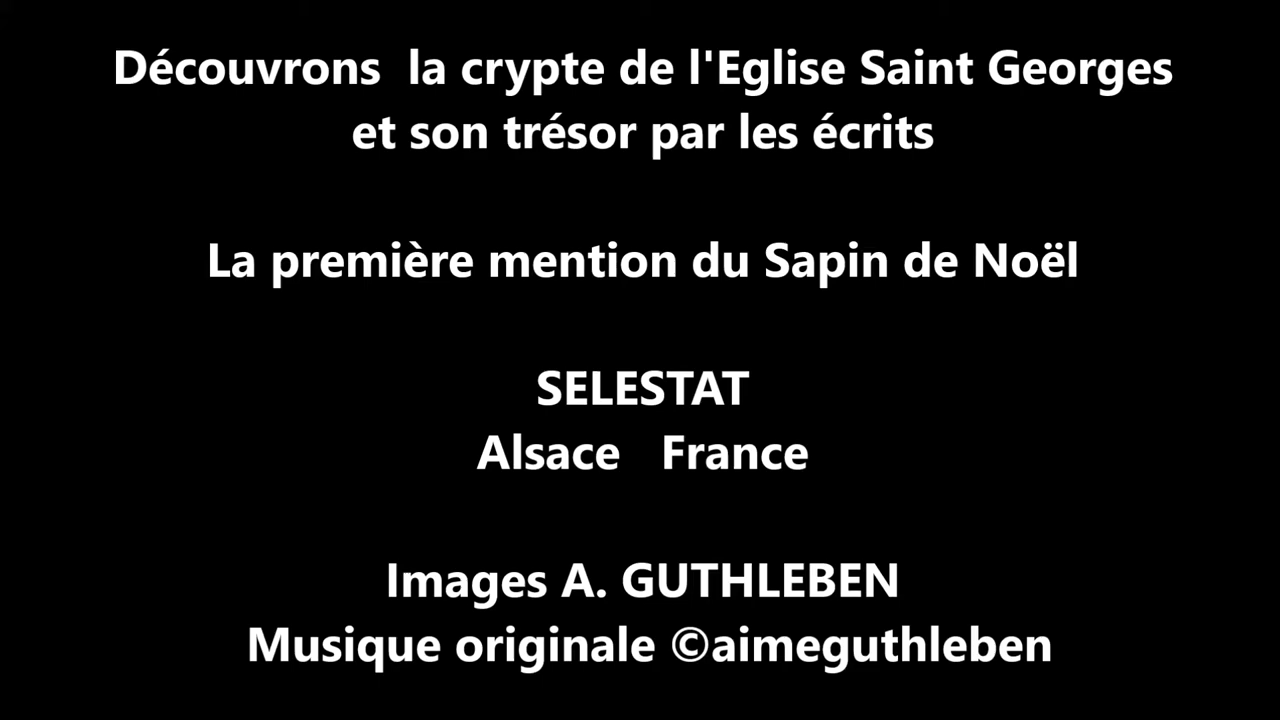 Découvrons  la crypte de l'Eglise Saint Georges
et son trésor par les écrits
La première mention du Sapin de Noël
SELESTAT
Alsace   France
Images A. GUTHLEBEN
Musique originale ©aimeguthleben